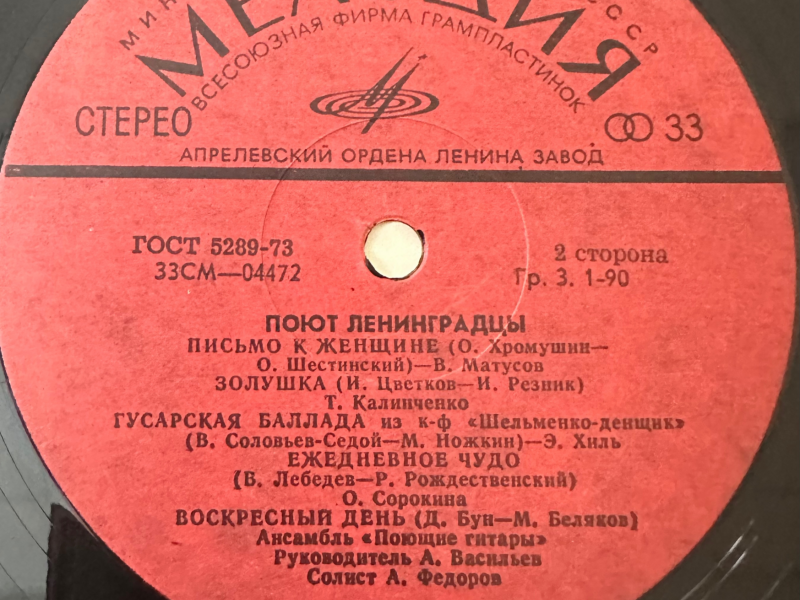 СССР
МЕЛОДИЯ
ВСЕСОЮЗНАЯ ФИРМА ГРАМПЛАСТИНОК
СТЕРЕО
33
АПРЕЛЕВСКИЙ ОРДЕНА ЛЕНИНА ЗАВОД
ГОСТ 5289-73
2 сторона
33СМ—04472
Гр. 3. 1-90
ПОЮТ ЛЕНИНГРАДЦЫ
ПИСЬМО К ЖЕНЩИНЕ (О. Хромушин—
О. Шестинский)—В. Матусов
ЗОЛУШКА (И. Цветков—И. Резник)
Т. Калинченко
ГУСАРСКАЯ БАЛЛАДА из к-ф «Шельменко-денщик»
(В. Соловьев-Седой—М. Ножкин)—Э. Хиль
ЕЖЕДНЕВНОЕ ЧУДО
(В. Лебедев—Р. Рождественский)
О. Сорокина
ВОСКРЕСНЫЙ ДЕНЬ (Д. Бун—М. Беляков)
Ансамбль «Поющие гитары»
Руководитель А. Васильев
Солист А. Федоров